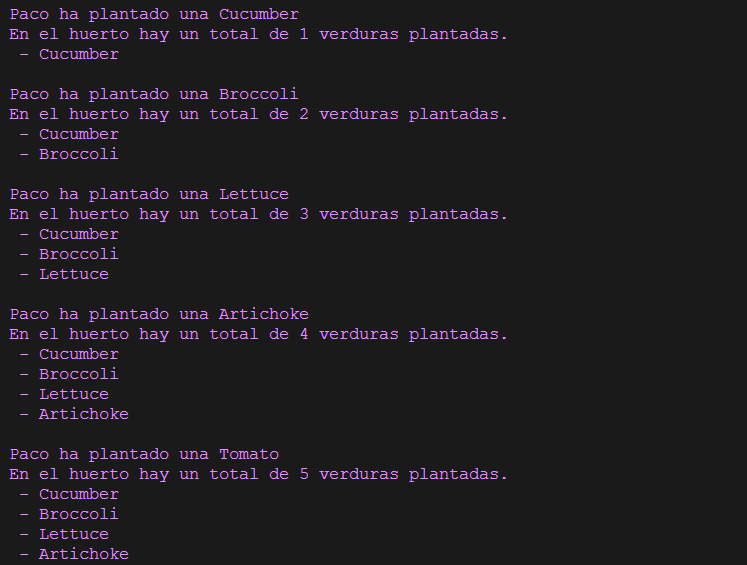 Paco ha plantado una Cucumber
En el huerto hay un total de 1 verduras plantadas.
- Cucumber
Paco ha plantado una Broccoli
En el huerto hay un total de 2 verduras plantadas.
- Cucumber
- Broccoli
Paco ha plantado una Lettuce
En el huerto hay un total de 3 verduras plantadas.
- Cucumber
- Broccoli
- Lettuce
Paco ha plantado una Artichoke
En el huerto hay un total de 4 verduras plantadas.
- Cucumber
- Broccoli
- Lettuce
- Artichoke
Paco ha plantado una Tomato
En el huerto hay un total de 5 verduras plantadas.
- Cucumber
- Broccoli
- Lettuce
- Artichoke